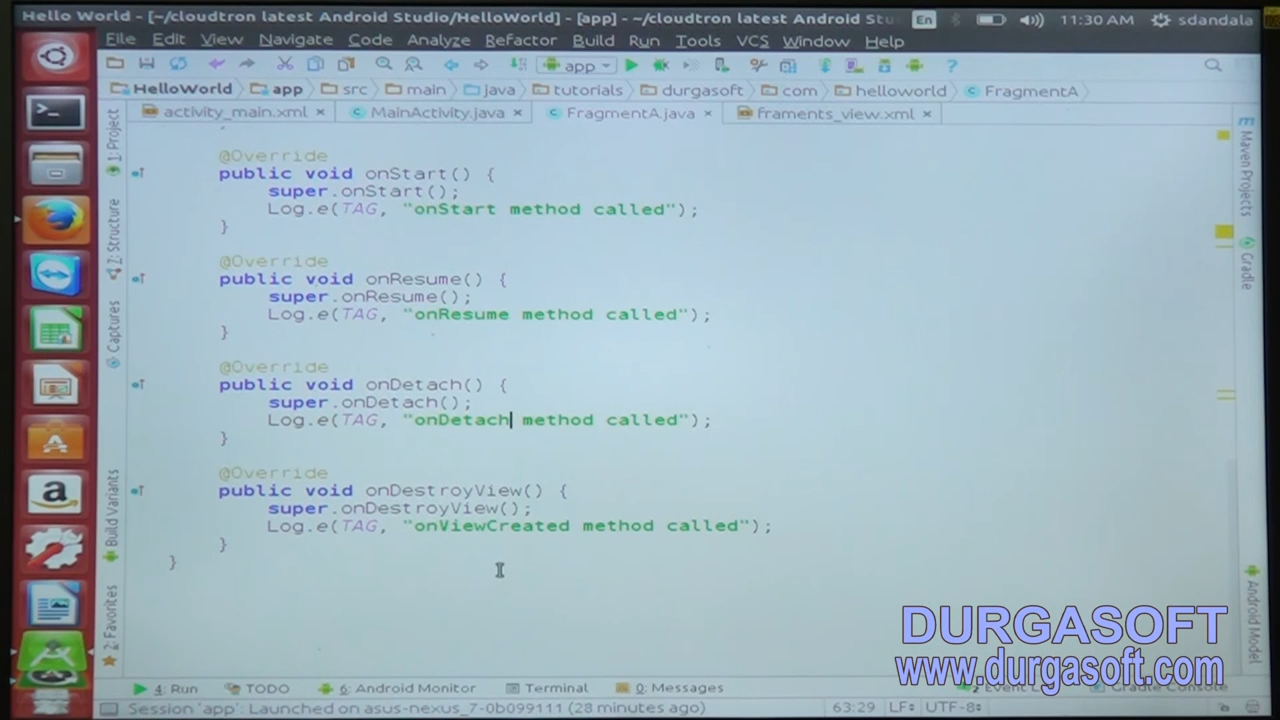 Hello World - [~/cloudtron latest Android Studio/HelloWorld] - [app] - ~/cloudtron latest Android Stu
En
11:30 AM
sdandala
File Edit View Navigate Code Analyze Refactor Build Run Tools VCS Window Help
app
HelloWorld app src main java tutorials durgasoft com helloworld FragmentA
activity_main.xml MainActivity.java FragmentA.java framents_view.xml
1: Project
Z: Structure
Captures
Build Variants
2: Favorites
@Override
public void onStart() {
super.onStart();
Log.e(TAG, "onStart method called");
}
@Override
public void onResume() {
super.onResume();
Log.e(TAG, "onResume method called");
}
@Override
public void onDetach() {
super.onDetach();
Log.e(TAG, "onDetach method called");
}
@Override
public void onDestroyView() {
super.onDestroyView();
Log.e(TAG, "onViewCreated method called");
}
}
Maven Projects
Gradle
Android Model
DURGASOFT
www.durgasoft.com
4: Run TODO 6: Android Monitor Terminal 0: Messages Gradle Console
Session 'app': Launched on asus-nexus_7-0b099111 (28 minutes ago) 63:29 LF UTF-8